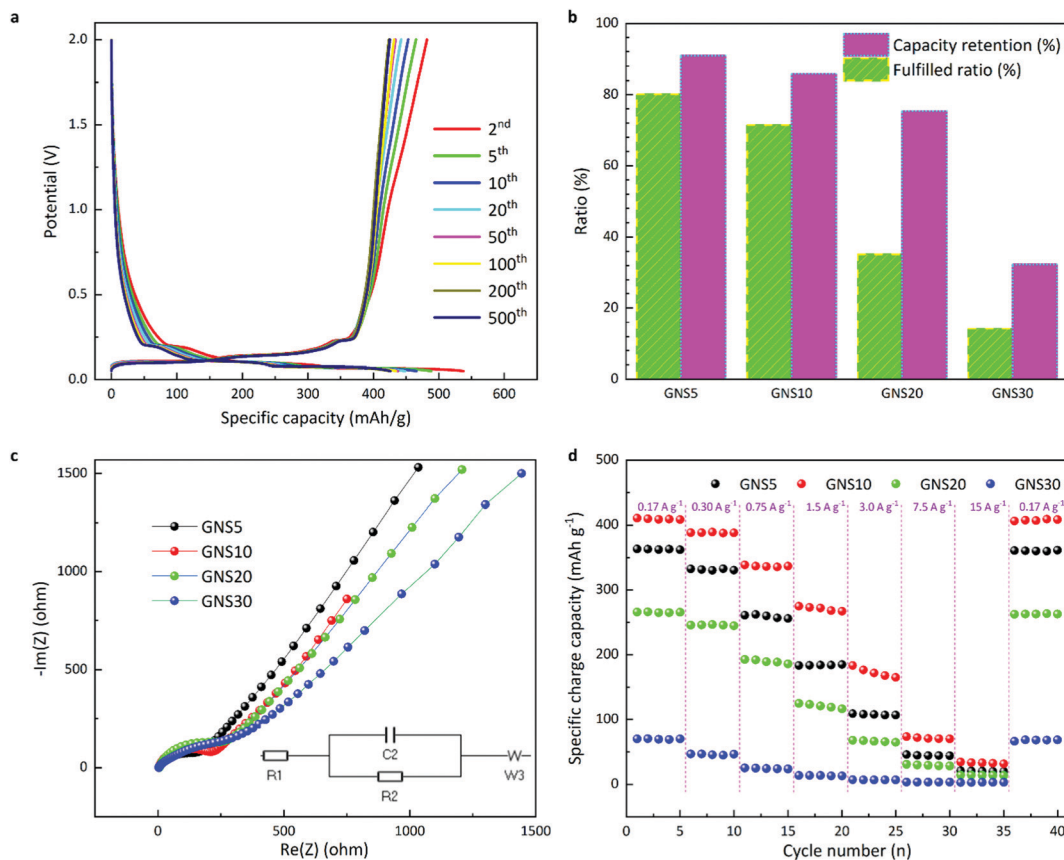 a
2.0
1.5
1.0
0.5
0.0
Potential (V)
0 100 200 300 400 500 600
Specific capacity (mAh/g)
2nd
5th
10th
20th
50th
100th
200th
500th
b
100
80
60
40
20
0
Ratio (%)
Capacity retention (%)
Fulfilled ratio (%)
GNS5 GNS10 GNS20 GNS30
c
1500
1000
500
0
-Im(Z) (ohm)
GNS5
GNS10
GNS20
GNS30
R1
C2
R2
W
W3
0 500 1000 1500
Re(Z) (ohm)
d
500
400
300
200
100
0
Specific charge capacity (mAh g-1)
GNS5 GNS10 GNS20 GNS30
0.17 A g-1 0.30 A g-1 0.75 A g-1 1.5 A g-1 3.0 A g-1 7.5 A g-1 15 A g-1 0.17 A g-1
0 5 10 15 20 25 30 35 40
Cycle number (n)